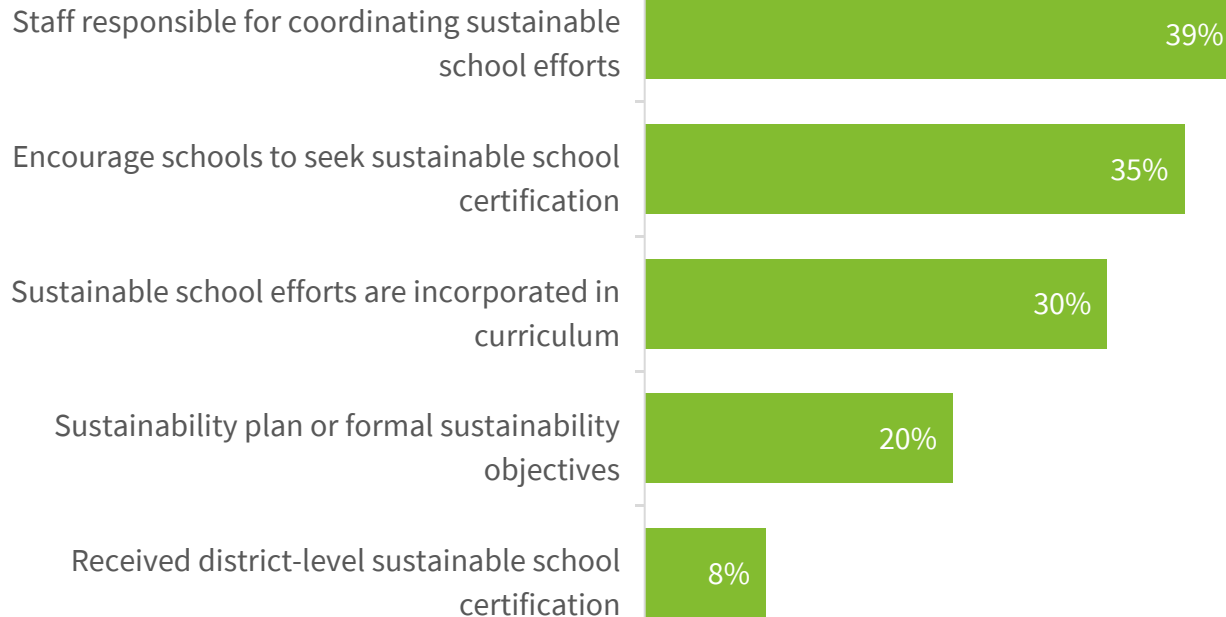 Staff responsible for coordinating sustainable
school efforts
39%
Encourage schools to seek sustainable school
certification
35%
Sustainable school efforts are incorporated in
curriculum
30%
Sustainability plan or formal sustainability
objectives
20%
Received district-level sustainable school
certification
8%